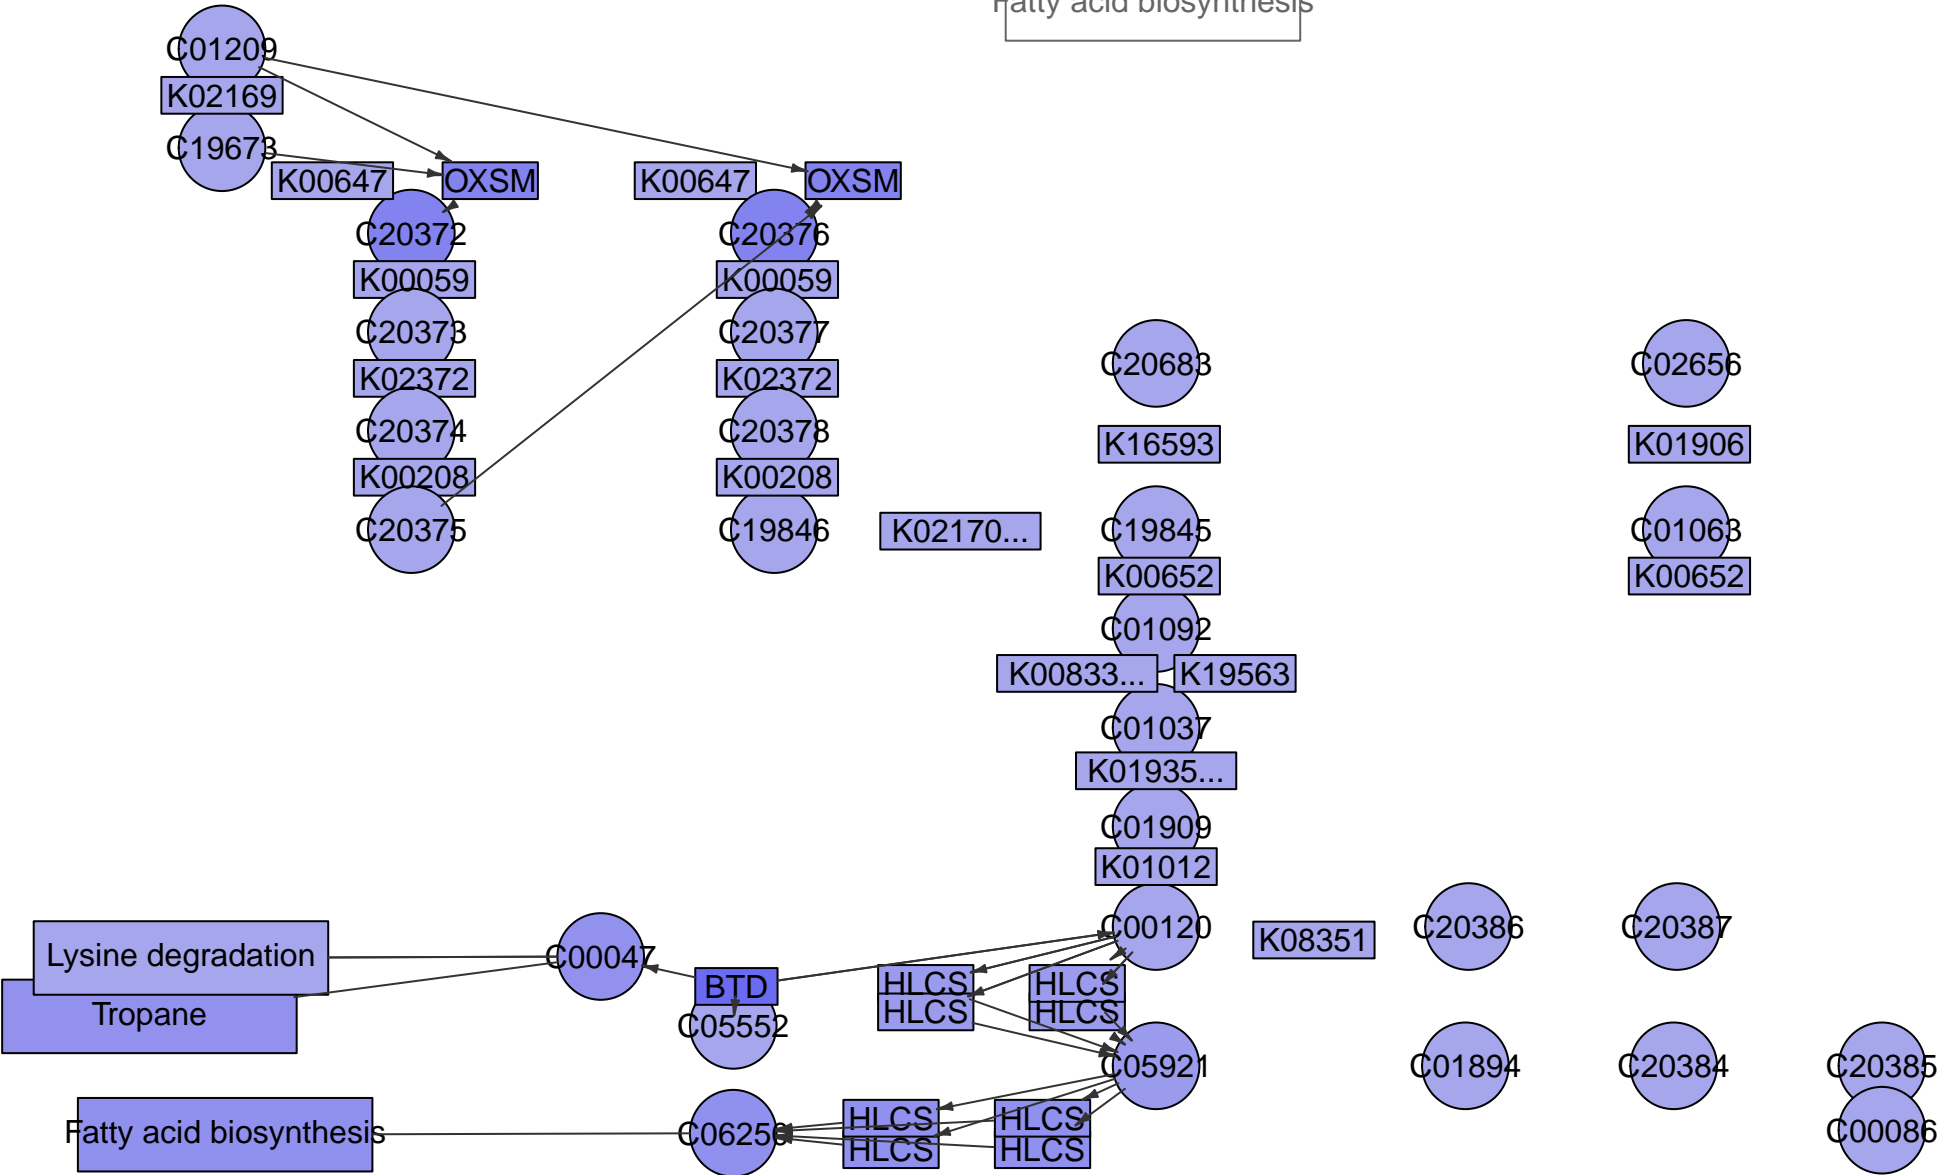 Fatty acid biosynthesis
C01209
K02169
C19673
K00647
OXSM
K00647
OXSM
C20372
C20376
K00059
K00059
C20373
C20377
C20683
C02656
K02372
K02372
C20374
C20378
K16593
K01906
K00208
K00208
C20375
C19846
K02170...
C19845
C01063
K00652
K00652
C01092
K00833...
K19563
C01037
K01935...
C01909
K01012
C00120
C20386
C20387
K08351
Lysine degradation
C00047
BTD
HLCS
HLCS
Tropane
HLCS
HLCS
C05552
C05921
C01894
C20384
C20385
HLCS
HLCS
Fatty acid biosynthesis
C06250
C00086
HLCS
HLCS